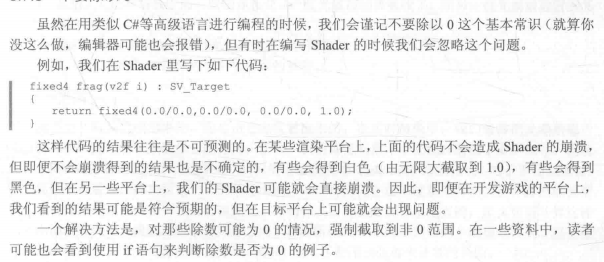 虽然在用类似 C#等高级语言进行编程的时候，我们会谨记不要除以 0 这个基本常识（就算你
没这么做，编辑器可能也会报错），但有时在编写 Shader 的时候我们会忽略这个问题。
例如，我们在 Shader 里写下如下代码：
fixed4 frag(v2f i) : SV_Target
{
return fixed4(0.0/0.0,0.0/0.0, 0.0/0.0, 1.0);
}
这样代码的结果往往是不可预测的。在某些渲染平台上，上面的代码不会造成 Shader 的崩溃，
但即便不会崩溃得到的结果也是不确定的，有些会得到白色（由无限大截取到 1.0），有些会得到
黑色，但在另一些平台上，我们的 Shader 可能就会直接崩溃。因此，即便在开发游戏的平台上，
我们看到的结果可能是符合预期的，但在目标平台上可能就会出现问题。
一个解决方法是，对那些除数可能为 0 的情况，强制截取到非 0 范围。在一些资料中，读者
可能也会看到使用 if 语句来判断除数是否为 0 的例子。